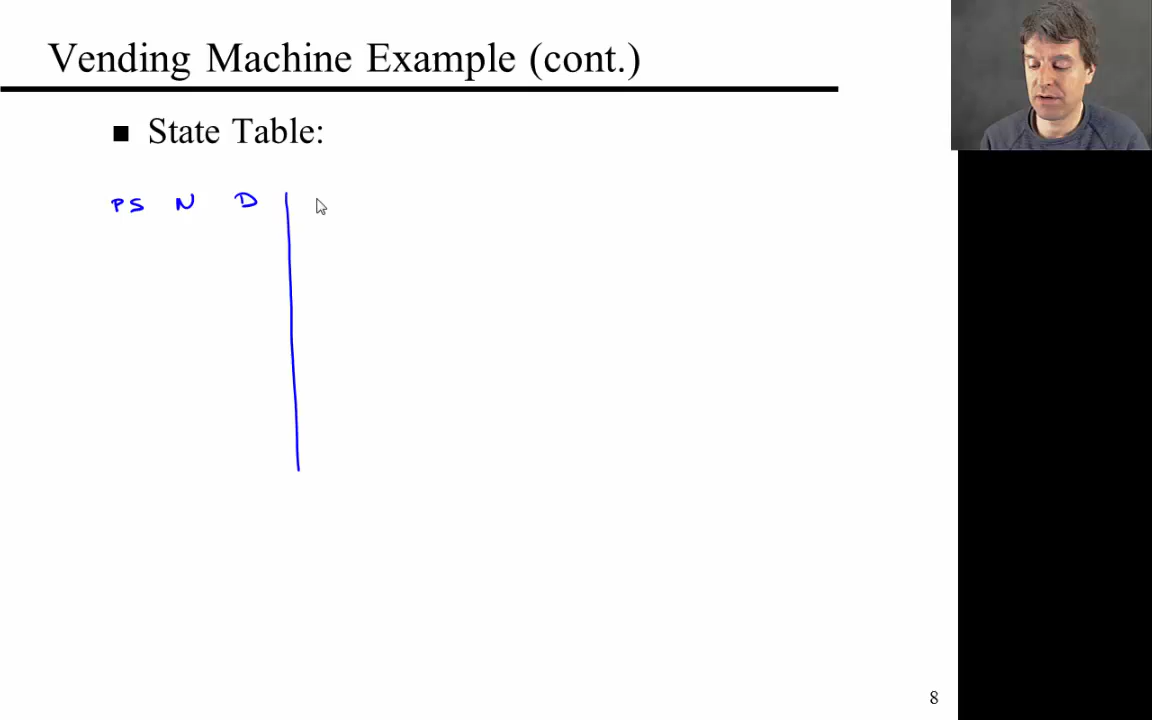 Vending Machine Example (cont.)
■ State Table:
PS N D
8